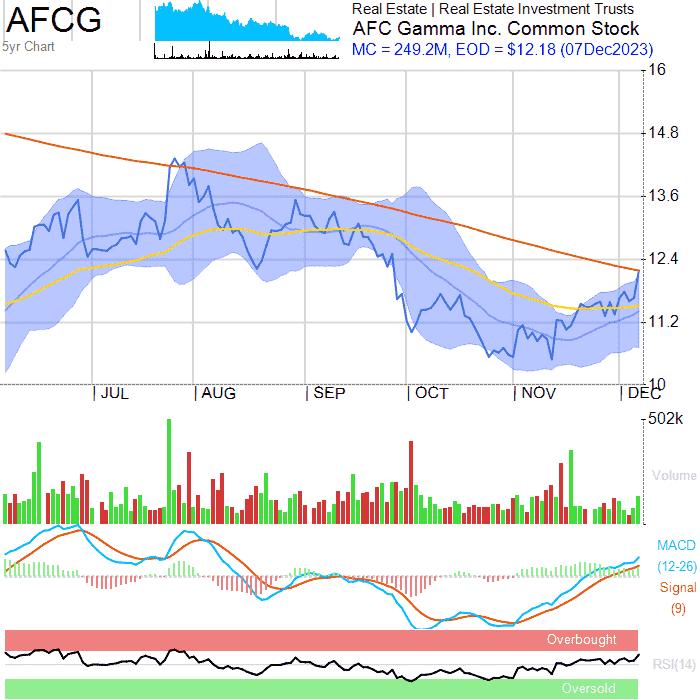 AFCG
5yr Chart
Real Estate | Real Estate Investment Trusts
AFC Gamma Inc. Common Stock
MC = 249.2M, EOD = $12.18 (07Dec2023)
16
14.8
13.6
12.4
11.2
10
JUL
AUG
SEP
OCT
NOV
DEC
502k
Volume
MACD
(12-26)
Signal
(9)
Overbought
RSI(14)
Oversold